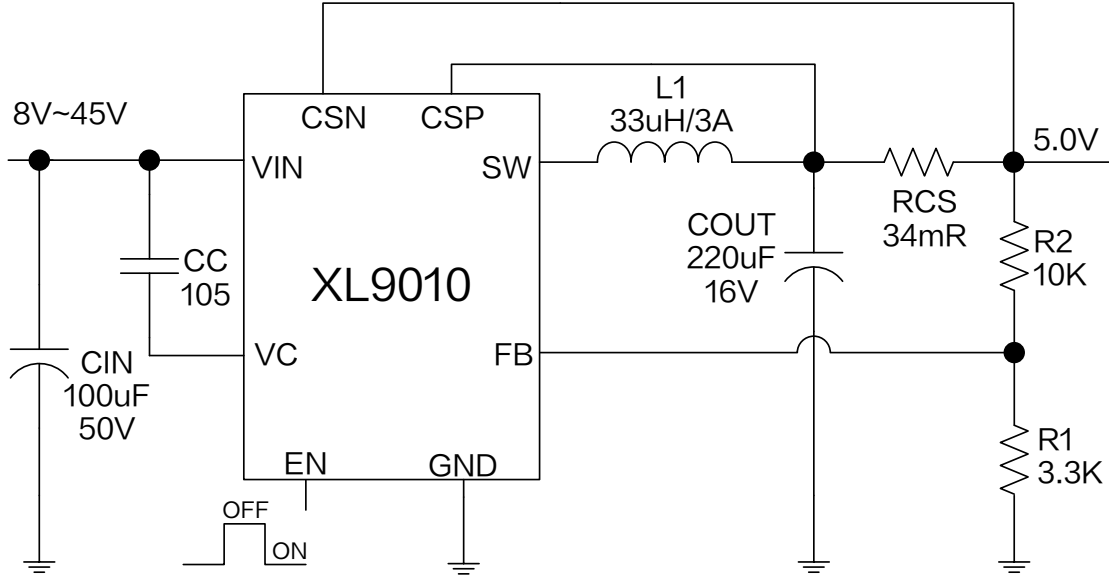 8V~45V
CSN
CSP
L1
33uH/3A
5.0V
VIN
SW
RCS
34mR
CC
105
XL9010
COUT
220uF
16V
R2
10K
VC
FB
CIN
100uF
50V
EN
GND
R1
3.3K
OFF
ON